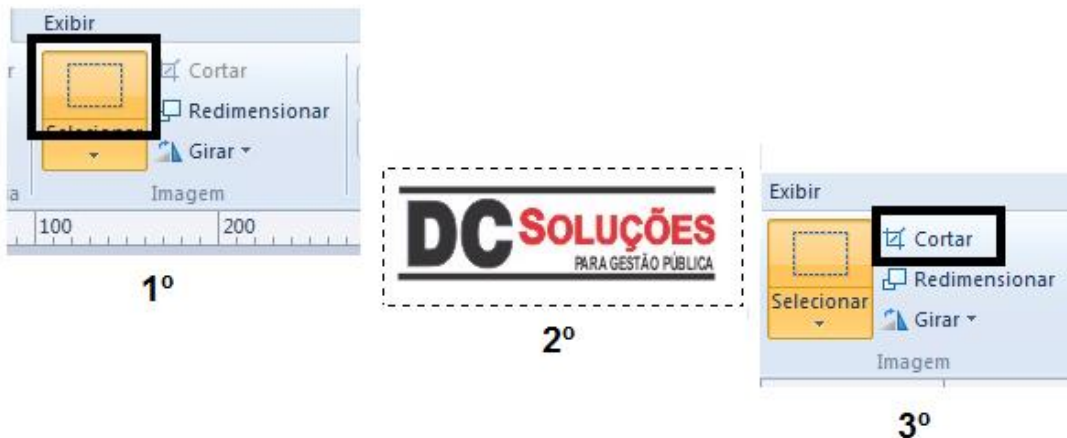 Exibir
Cortar
Redimensionar
Selecionar
Girar
Imagem
100
200
1º
DC SOLUÇÕES
PARA GESTÃO PÚBLICA
2º
Exibir
Cortar
Redimensionar
Selecionar
Girar
Imagem
3º